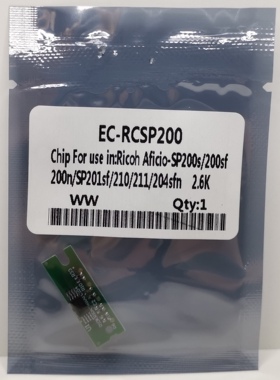 EC-RCSP200
Chip For use in:Ricoh Aficio-SP200s/200sf
200n/SP201sf/210/211/204sfn 2.6K
WW Qty:1